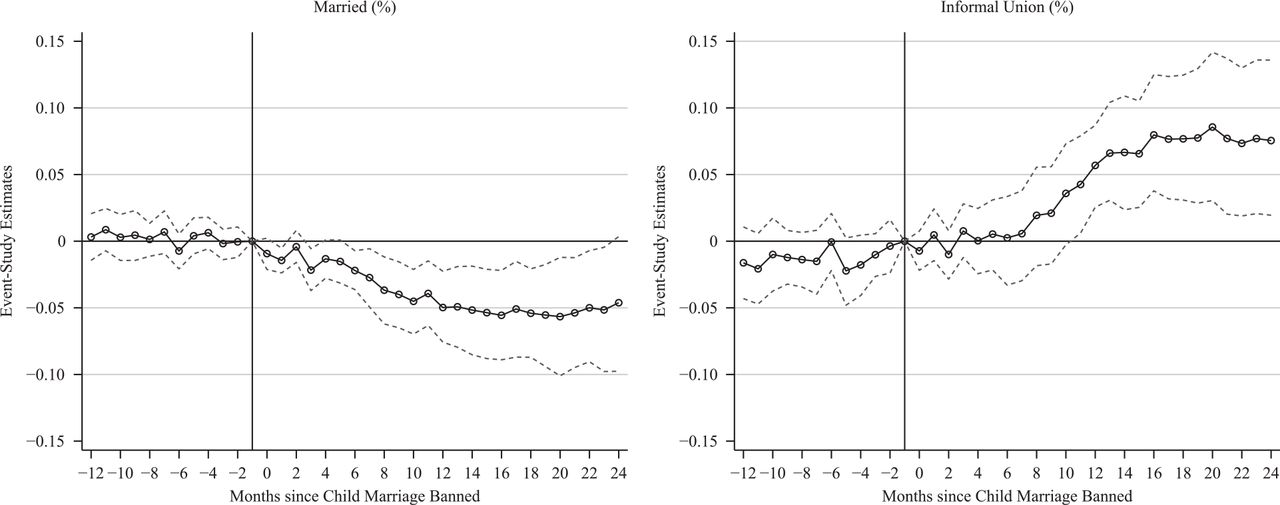 Married (%)
Event-Study Estimates
0.15
0.10
0.05
0
−0.05
−0.10
−0.15
−12 −10 −8 −6 −4 −2 0 2 4 6 8 10 12 14 16 18 20 22 24
Months since Child Marriage Banned
Informal Union (%)
Event-Study Estimates
0.15
0.10
0.05
0
−0.05
−0.10
−0.15
−12 −10 −8 −6 −4 −2 0 2 4 6 8 10 12 14 16 18 20 22 24
Months since Child Marriage Banned